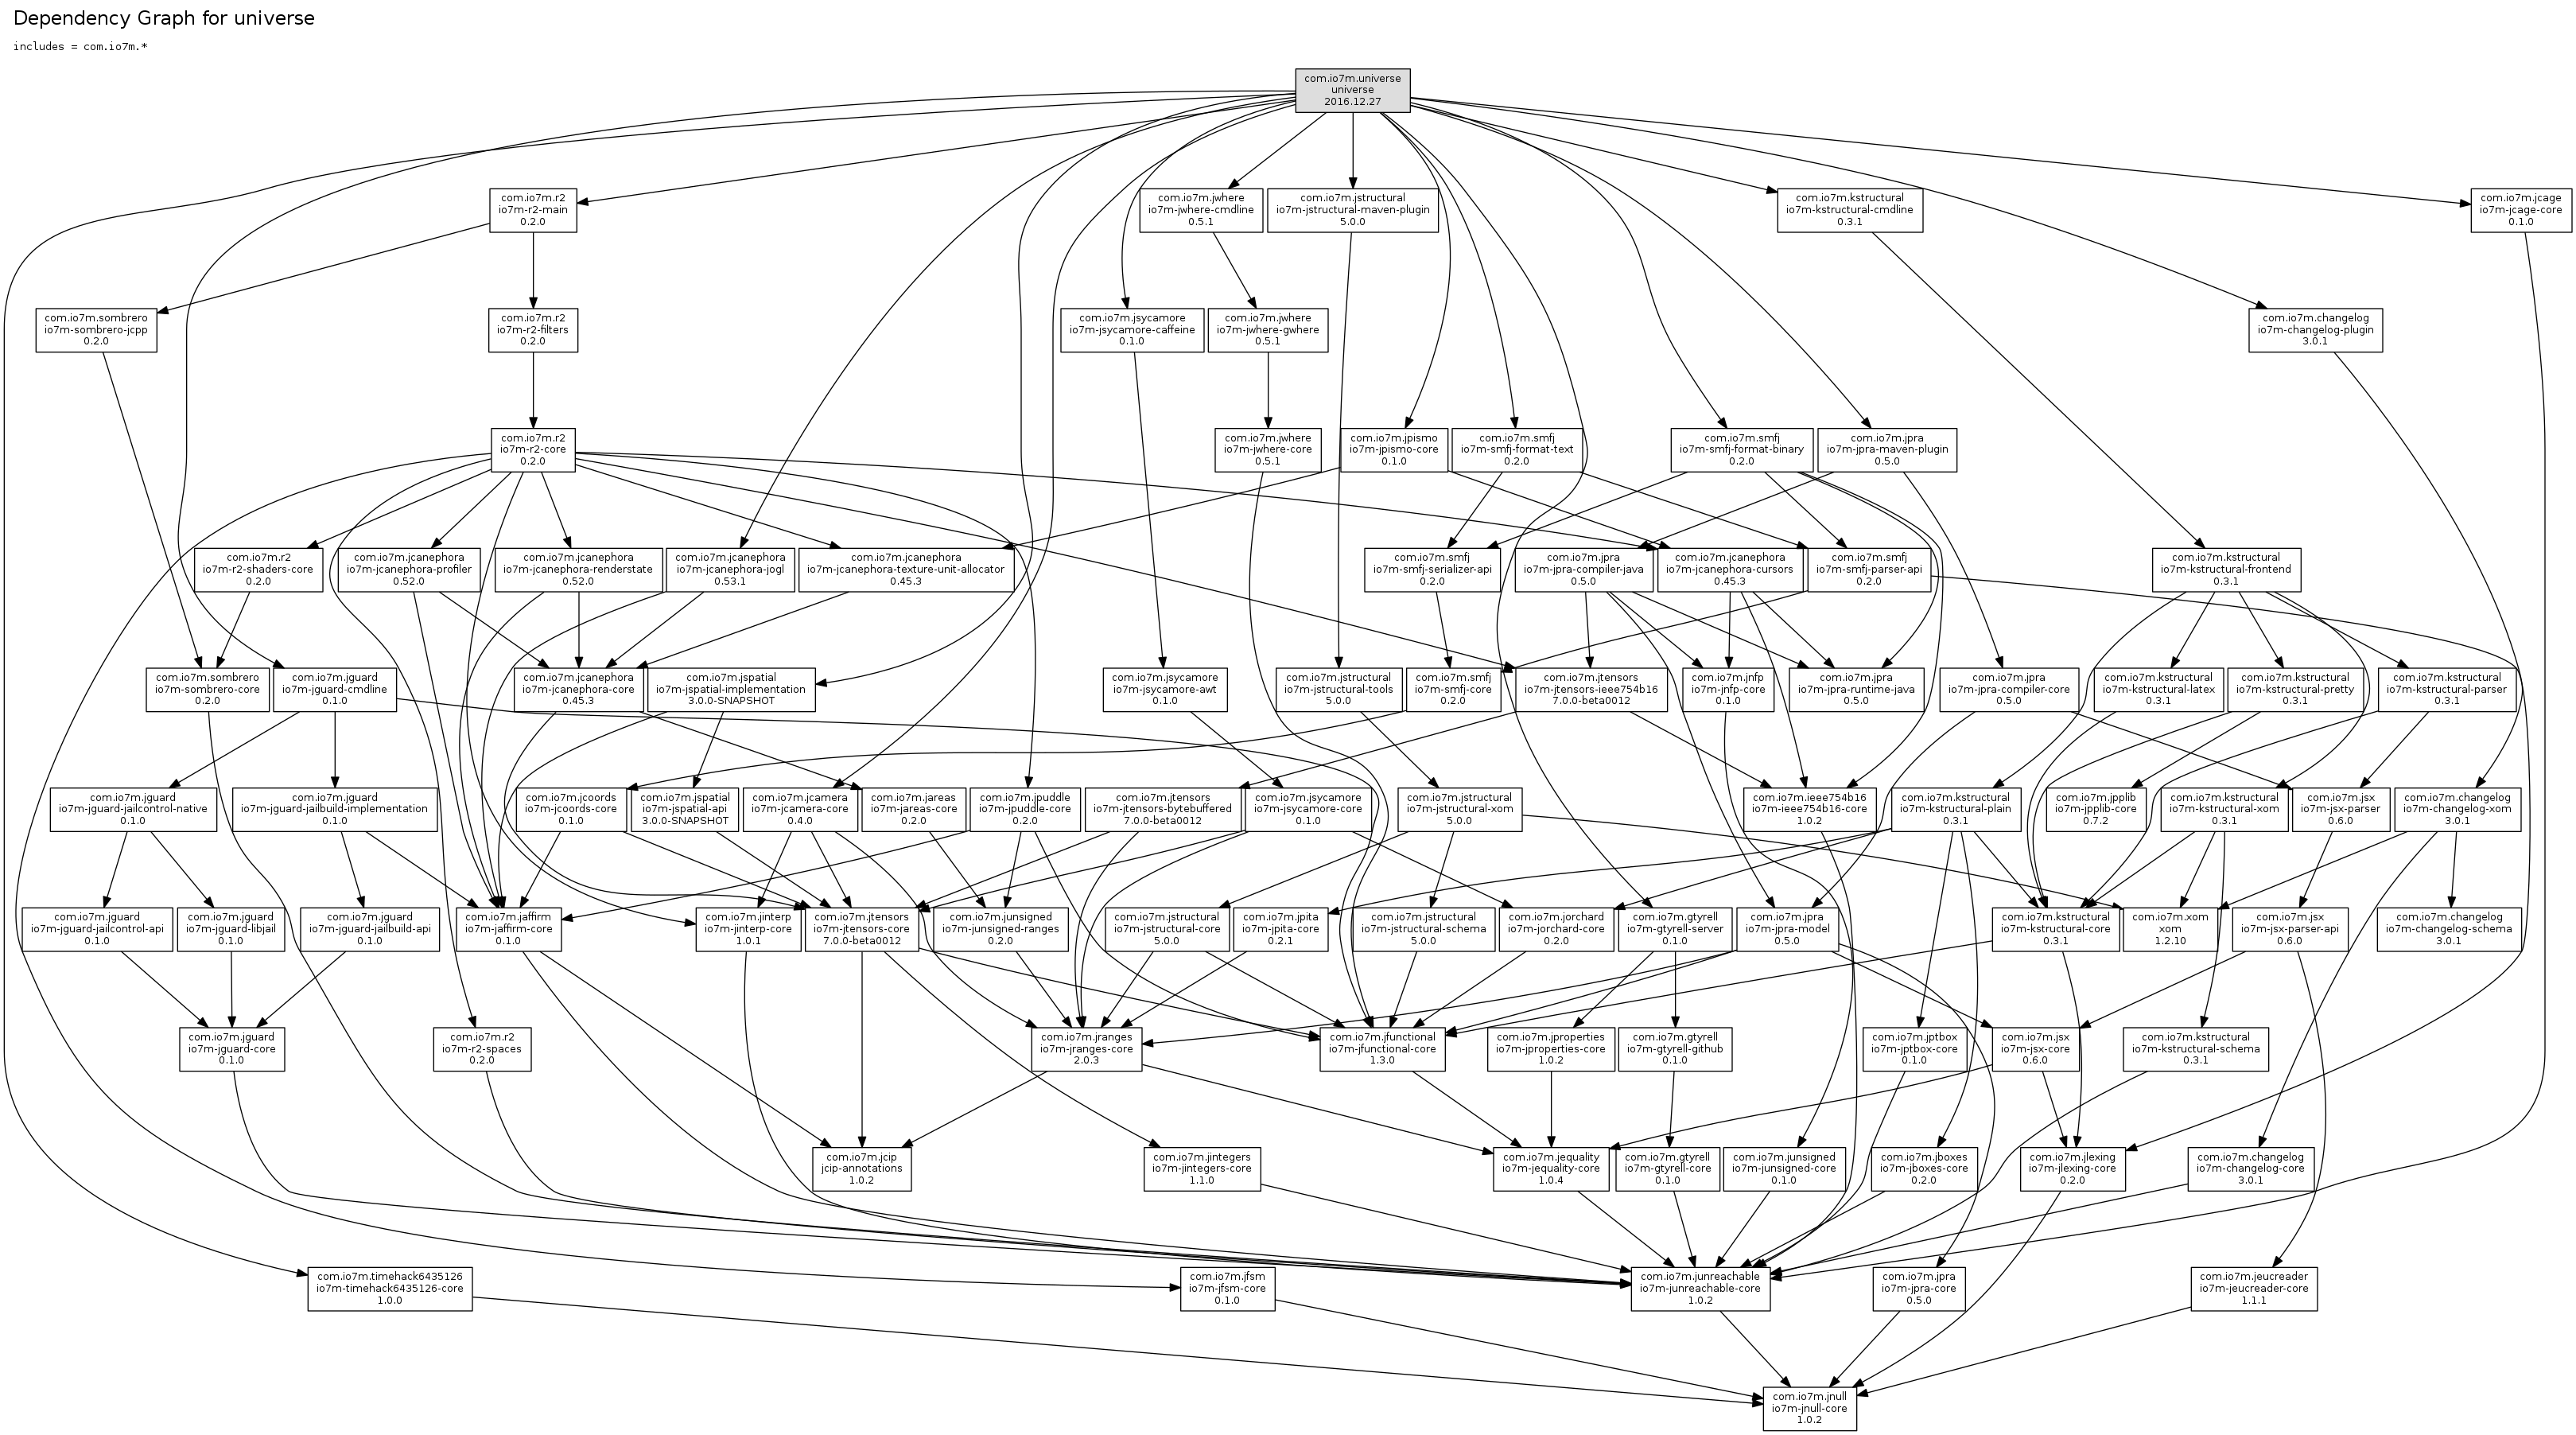 Dependency Graph for universe
includes = com.io7m.*
com.io7m.universe
universe
2016.12.27
com.io7m.r2
io7m-r2-main
0.2.0
com.io7m.jwhere
io7m-jwhere-cmdline
0.5.1
com.io7m.jstructural
io7m-jstructural-maven-plugin
5.0.0
com.io7m.kstructural
io7m-kstructural-cmdline
0.3.1
com.io7m.jcage
io7m-jcage-core
0.1.0
com.io7m.sombrero
io7m-sombrero-jcpp
0.2.0
com.io7m.r2
io7m-r2-filters
0.2.0
com.io7m.jsycamore
io7m-jsycamore-caffeine
0.1.0
com.io7m.jwhere
io7m-jwhere-gwhere
0.5.1
com.io7m.changelog
io7m-changelog-plugin
3.0.1
com.io7m.r2
io7m-r2-core
0.2.0
com.io7m.jwhere
io7m-jwhere-core
0.5.1
com.io7m.jpismo
io7m-jpismo-core
0.1.0
com.io7m.smfj
io7m-smfj-format-text
0.2.0
com.io7m.smfj
io7m-smfj-format-binary
0.2.0
com.io7m.jpra
io7m-jpra-maven-plugin
0.5.0
com.io7m.r2
io7m-r2-shaders-core
0.2.0
com.io7m.jcanephora
io7m-jcanephora-profiler
0.52.0
com.io7m.jcanephora
io7m-jcanephora-renderstate
0.52.0
com.io7m.jcanephora
io7m-jcanephora-jogl
0.53.1
com.io7m.jcanephora
io7m-jcanephora-texture-unit-allocator
0.45.3
com.io7m.smfj
io7m-smfj-serializer-api
0.2.0
com.io7m.jpra
io7m-jpra-compiler-java
0.5.0
com.io7m.jcanephora
io7m-jcanephora-cursors
0.45.3
com.io7m.smfj
io7m-smfj-parser-api
0.2.0
com.io7m.kstructural
io7m-kstructural-frontend
0.3.1
com.io7m.sombrero
io7m-sombrero-core
0.2.0
com.io7m.jguard
io7m-jguard-cmdline
0.1.0
com.io7m.jcanephora
io7m-jcanephora-core
0.45.3
com.io7m.jspatial
io7m-jspatial-implementation
3.0.0-SNAPSHOT
com.io7m.jsycamore
io7m-jsycamore-awt
0.1.0
com.io7m.jstructural
io7m-jstructural-tools
5.0.0
com.io7m.smfj
io7m-smfj-core
0.2.0
com.io7m.jtensors
io7m-jtensors-ieee754b16
7.0.0-beta0012
com.io7m.jnfp
io7m-jnfp-core
0.1.0
com.io7m.jpra
io7m-jpra-runtime-java
0.5.0
com.io7m.jpra
io7m-jpra-compiler-core
0.5.0
com.io7m.kstructural
io7m-kstructural-latex
0.3.1
com.io7m.kstructural
io7m-kstructural-pretty
0.3.1
com.io7m.kstructural
io7m-kstructural-parser
0.3.1
com.io7m.jguard
io7m-jguard-jailcontrol-native
0.1.0
com.io7m.jguard
io7m-jguard-jailbuild-implementation
0.1.0
com.io7m.jcoords
io7m-jcoords-core
0.1.0
com.io7m.jspatial
io7m-jspatial-api
3.0.0-SNAPSHOT
com.io7m.jcamera
io7m-jcamera-core
0.4.0
com.io7m.jareas
io7m-jareas-core
0.2.0
com.io7m.jpuddle
io7m-jpuddle-core
0.2.0
com.io7m.jtensors
io7m-jtensors-bytebuffered
7.0.0-beta0012
com.io7m.jsycamore
io7m-jsycamore-core
0.1.0
com.io7m.jstructural
io7m-jstructural-xom
5.0.0
com.io7m.ieee754b16
io7m-ieee754b16-core
1.0.2
com.io7m.kstructural
io7m-kstructural-plain
0.3.1
com.io7m.jpplib
io7m-jpplib-core
0.7.2
com.io7m.kstructural
io7m-kstructural-xom
0.3.1
com.io7m.jsx
io7m-jsx-parser
0.6.0
com.io7m.changelog
io7m-changelog-xom
3.0.1
com.io7m.jguard
io7m-jguard-jailcontrol-api
0.1.0
com.io7m.jguard
io7m-jguard-libjail
0.1.0
com.io7m.jguard
io7m-jguard-jailbuild-api
0.1.0
com.io7m.jaffirm
io7m-jaffirm-core
0.1.0
com.io7m.jinterp
io7m-jinterp-core
1.0.1
com.io7m.jtensors
io7m-jtensors-core
7.0.0-beta0012
com.io7m.junsigned
io7m-junsigned-ranges
0.2.0
com.io7m.jstructural
io7m-jstructural-core
5.0.0
com.io7m.jpita
io7m-jpita-core
0.2.1
com.io7m.jstructural
io7m-jstructural-schema
5.0.0
com.io7m.jorchard
io7m-jorchard-core
0.2.0
com.io7m.gtyrell
io7m-gtyrell-server
0.1.0
com.io7m.jpra
io7m-jpra-model
0.5.0
com.io7m.kstructural
io7m-kstructural-core
0.3.1
com.io7m.xom
xom
1.2.10
com.io7m.jsx
io7m-jsx-parser-api
0.6.0
com.io7m.changelog
io7m-changelog-schema
3.0.1
com.io7m.jguard
io7m-jguard-core
0.1.0
com.io7m.r2
io7m-r2-spaces
0.2.0
com.io7m.jranges
io7m-jranges-core
2.0.3
com.io7m.jfunctional
io7m-jfunctional-core
1.3.0
com.io7m.jproperties
io7m-jproperties-core
1.0.2
com.io7m.gtyrell
io7m-gtyrell-github
0.1.0
com.io7m.jptbox
io7m-jptbox-core
0.1.0
com.io7m.jsx
io7m-jsx-core
0.6.0
com.io7m.kstructural
io7m-kstructural-schema
0.3.1
com.io7m.jcip
jcip-annotations
1.0.2
com.io7m.jintegers
io7m-jintegers-core
1.1.0
com.io7m.jequality
io7m-jequality-core
1.0.4
com.io7m.gtyrell
io7m-gtyrell-core
0.1.0
com.io7m.junsigned
io7m-junsigned-core
0.1.0
com.io7m.jboxes
io7m-jboxes-core
0.2.0
com.io7m.jlexing
io7m-jlexing-core
0.2.0
com.io7m.changelog
io7m-changelog-core
3.0.1
com.io7m.timehack6435126
io7m-timehack6435126-core
1.0.0
com.io7m.jfsm
io7m-jfsm-core
0.1.0
com.io7m.junreachable
io7m-junreachable-core
1.0.2
com.io7m.jpra
io7m-jpra-core
0.5.0
com.io7m.jeucreader
io7m-jeucreader-core
1.1.1
com.io7m.jnull
io7m-jnull-core
1.0.2